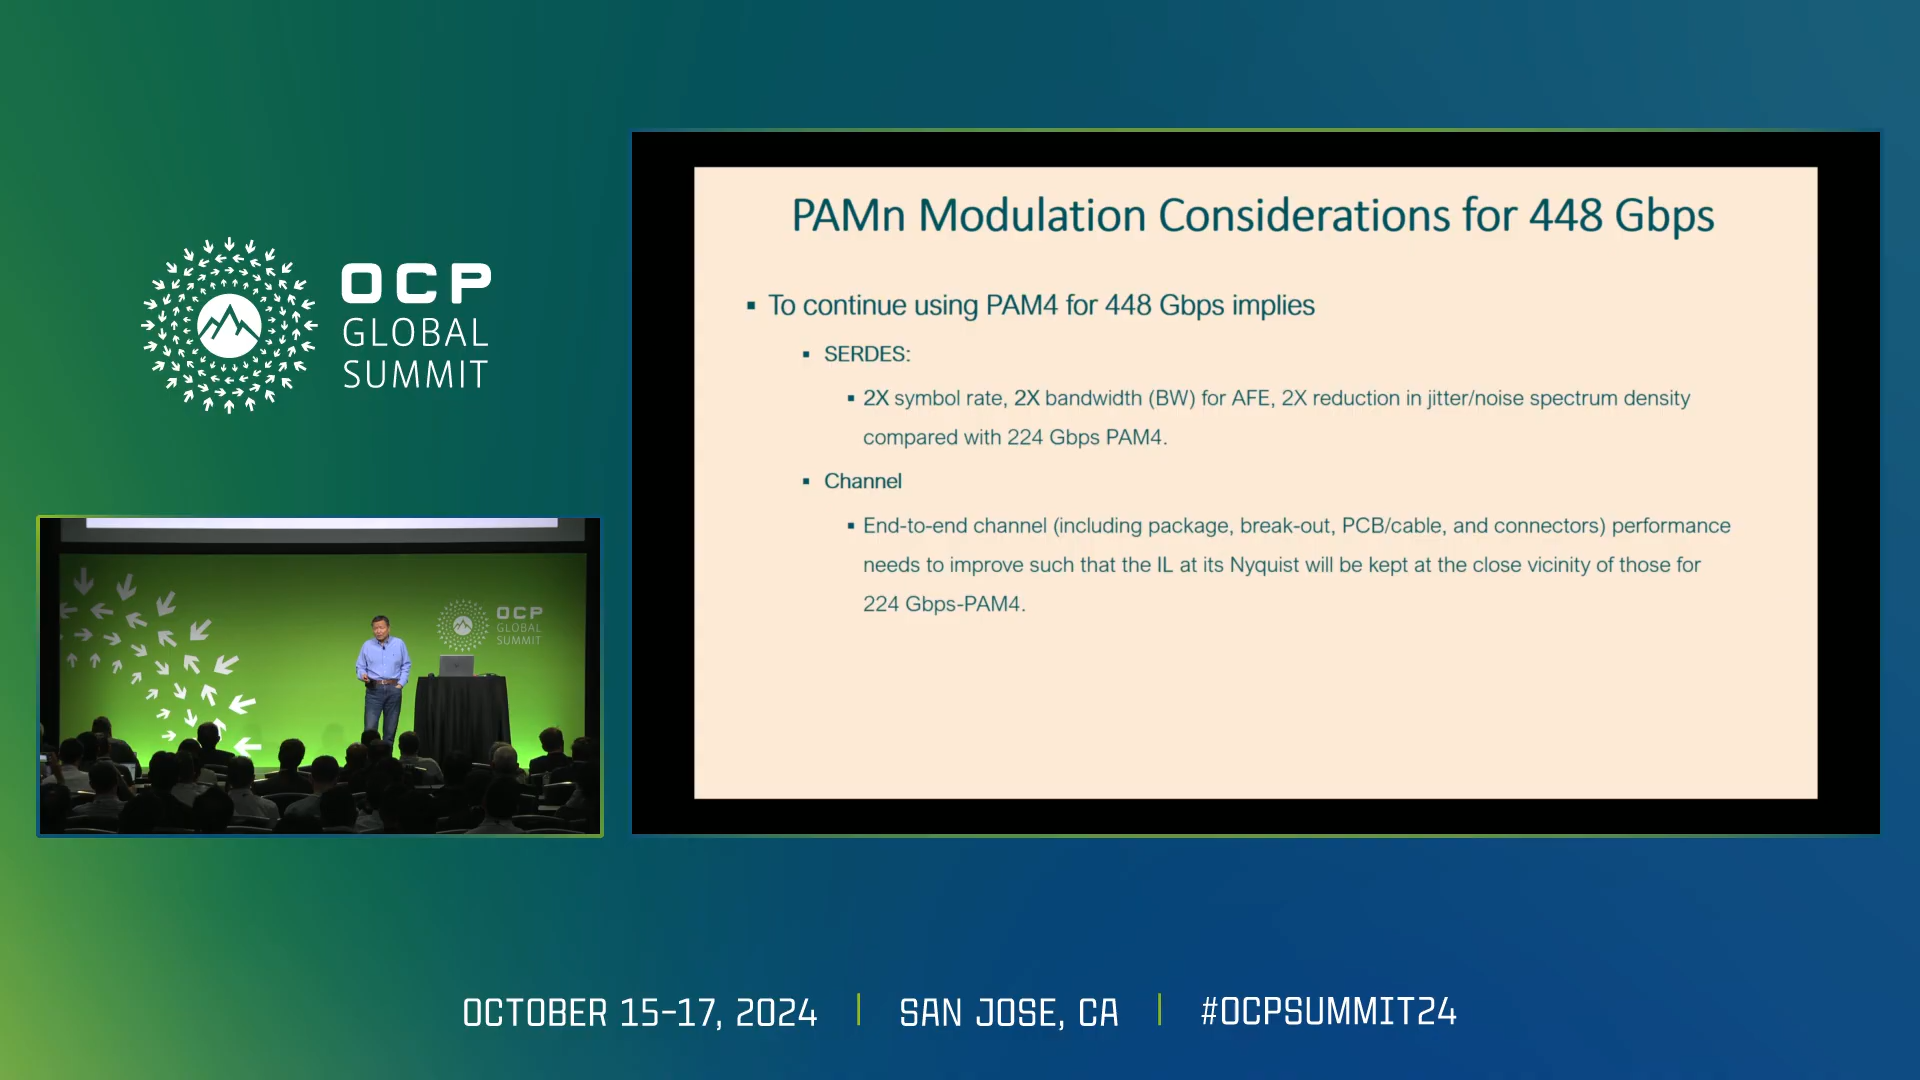 OCP
GLOBAL
SUMMIT
PAMn Modulation Considerations for 448 Gbps
▪ To continue using PAM4 for 448 Gbps implies
▪ SERDES:
▪ 2X symbol rate, 2X bandwidth (BW) for AFE, 2X reduction in jitter/noise spectrum density
compared with 224 Gbps PAM4.
▪ Channel
▪ End-to-end channel (including package, break-out, PCB/cable, and connectors) performance
needs to improve such that the IL at its Nyquist will be kept at the close vicinity of those for
224 Gbps-PAM4.
OCP
GLOBAL
SUMMIT
OCTOBER 15-17, 2024 | SAN JOSE, CA | #OCPSUMMIT24